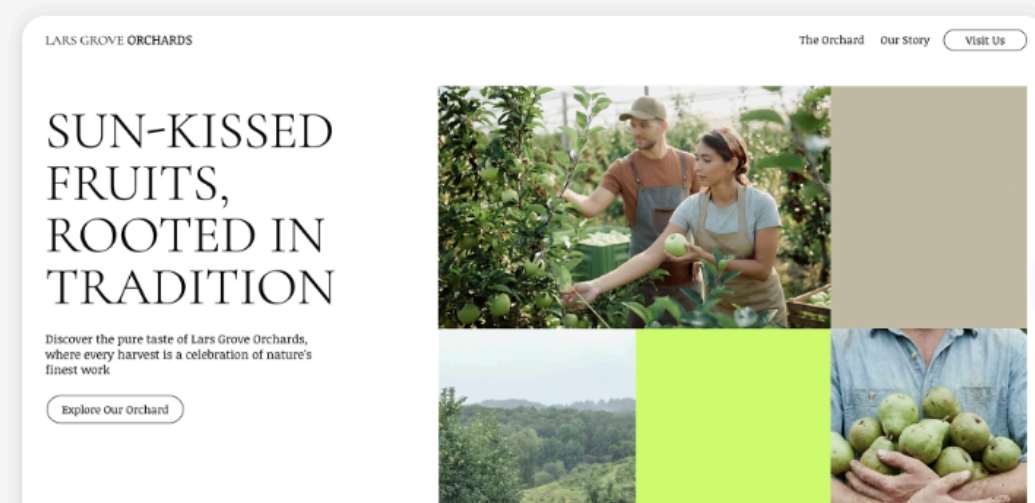 LARS GROVE ORCHARDS
The Orchard
Our Story
Visit Us
SUN-KISSED
FRUITS,
ROOTED IN
TRADITION
Discover the pure taste of Lars Grove Orchards,
where every harvest is a celebration of nature's
finest work
Explore Our Orchard